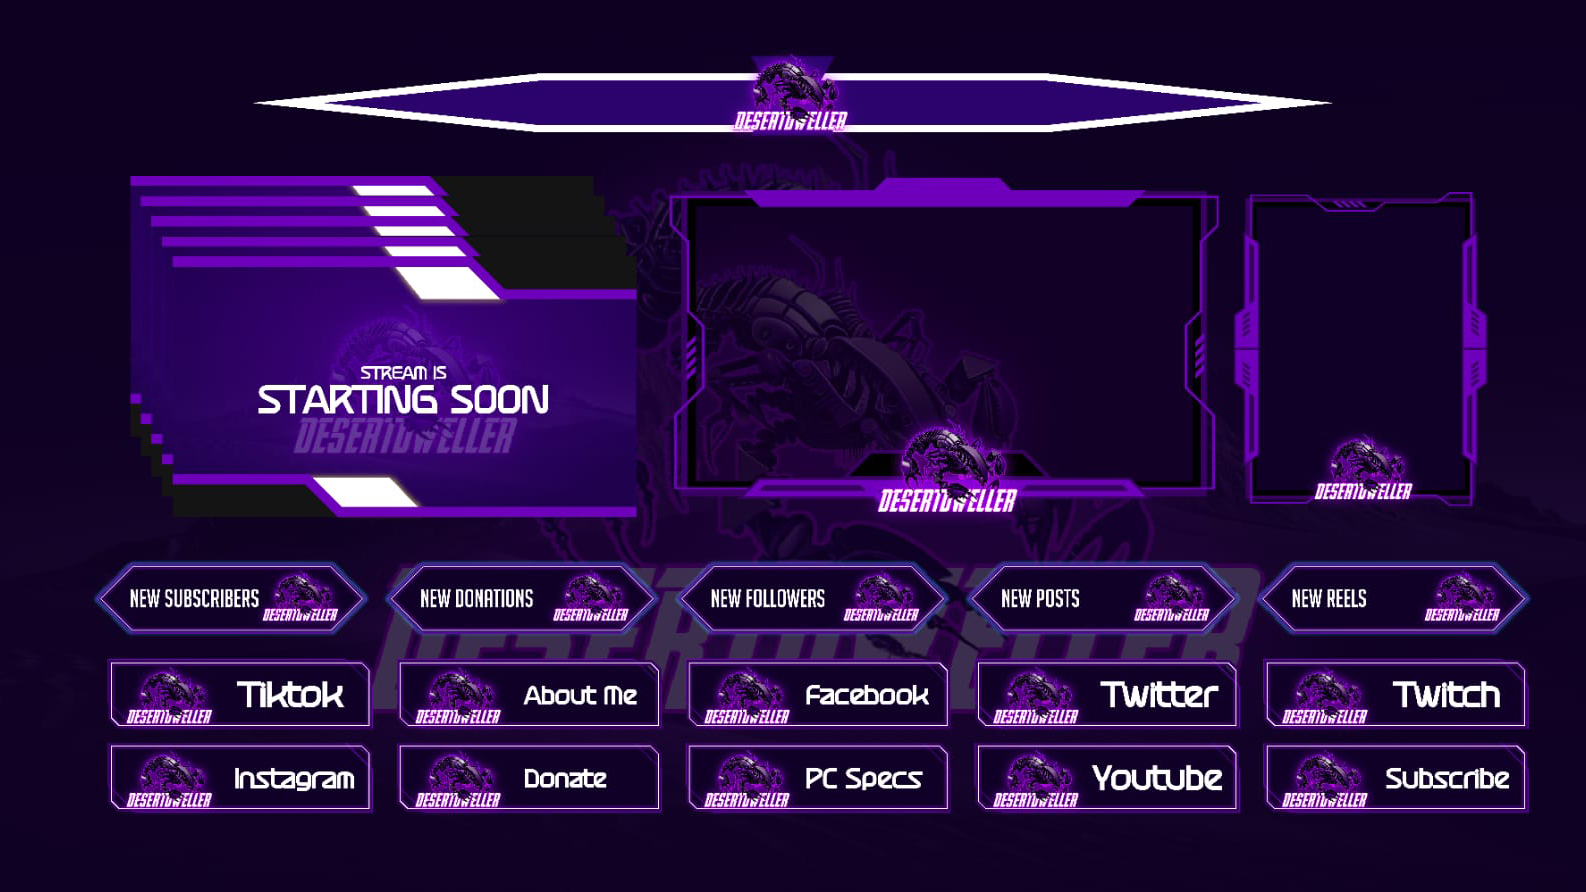 DESERTDWELLER
STREAM IS
STARTING SOON
DESERTDWELLER
DESERTDWELLER
DESERTDWELLER
DESERTDWELLER
NEW SUBSCRIBERS DESERTDWELLER
NEW DONATIONS DESERTDWELLER
NEW FOLLOWERS DESERTDWELLER
NEW POSTS DESERTDWELLER
NEW REELS DESERTDWELLER
Tiktok DESERTDWELLER
About Me DESERTDWELLER
Facebook DESERTDWELLER
Twitter DESERTDWELLER
Twitch DESERTDWELLER
Instagram DESERTDWELLER
Donate DESERTDWELLER
PC Specs DESERTDWELLER
Youtube DESERTDWELLER
Subscribe DESERTDWELLER